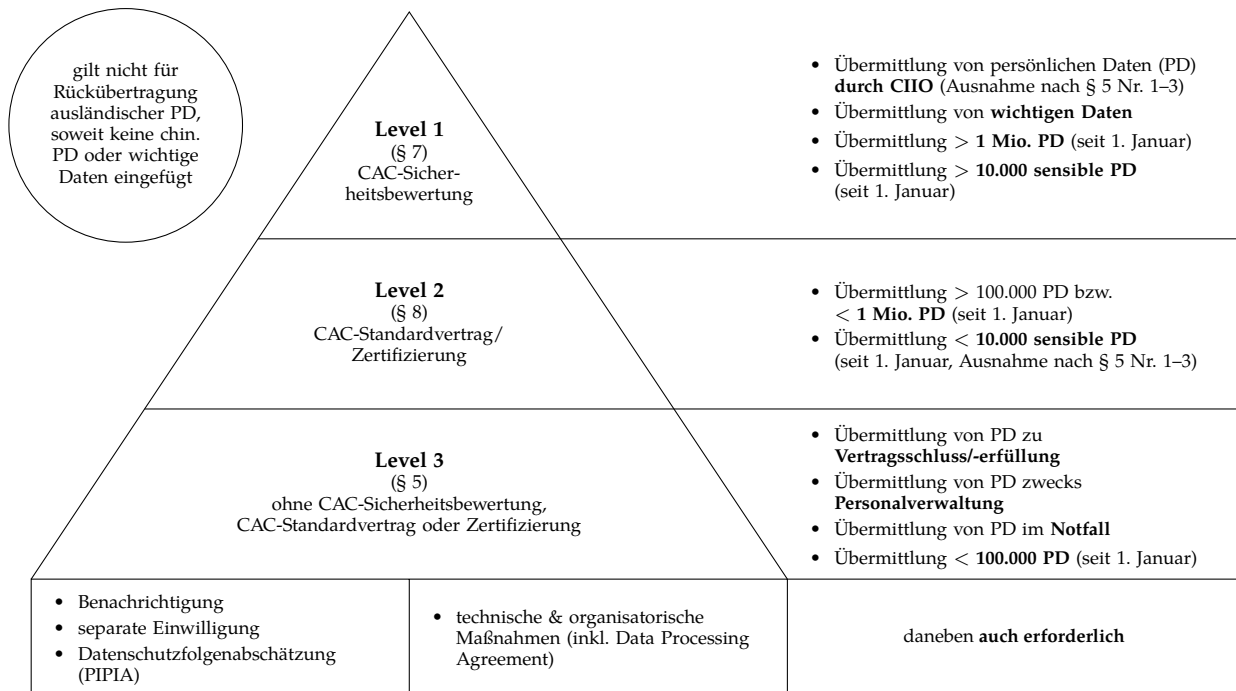 gilt nicht für
Rückübertragung
ausländischer PD,
soweit keine chin.
PD oder wichtige
Daten eingefügt
Level 1
(§ 7)
CAC-Sicher-
heitsbewertung
• Übermittlung von persönlichen Daten (PD)
durch CIIO (Ausnahme nach § 5 Nr. 1–3)
• Übermittlung von wichtigen Daten
• Übermittlung > 1 Mio. PD (seit 1. Januar)
• Übermittlung > 10.000 sensible PD
(seit 1. Januar)
Level 2
(§ 8)
CAC-Standardvertrag/
Zertifizierung
• Übermittlung > 100.000 PD bzw.
< 1 Mio. PD (seit 1. Januar)
• Übermittlung < 10.000 sensible PD
(seit 1. Januar, Ausnahme nach § 5 Nr. 1–3)
Level 3
(§ 5)
ohne CAC-Sicherheitsbewertung,
CAC-Standardvertrag oder Zertifizierung
• Übermittlung von PD zu
Vertragsschluss/-erfüllung
• Übermittlung von PD zwecks
Personalverwaltung
• Übermittlung von PD im Notfall
• Übermittlung < 100.000 PD (seit 1. Januar)
• Benachrichtigung
• separate Einwilligung
• Datenschutzfolgenabschätzung
(PIPIA)
• technische & organisatorische
Maßnahmen (inkl. Data Processing
Agreement)
daneben auch erforderlich